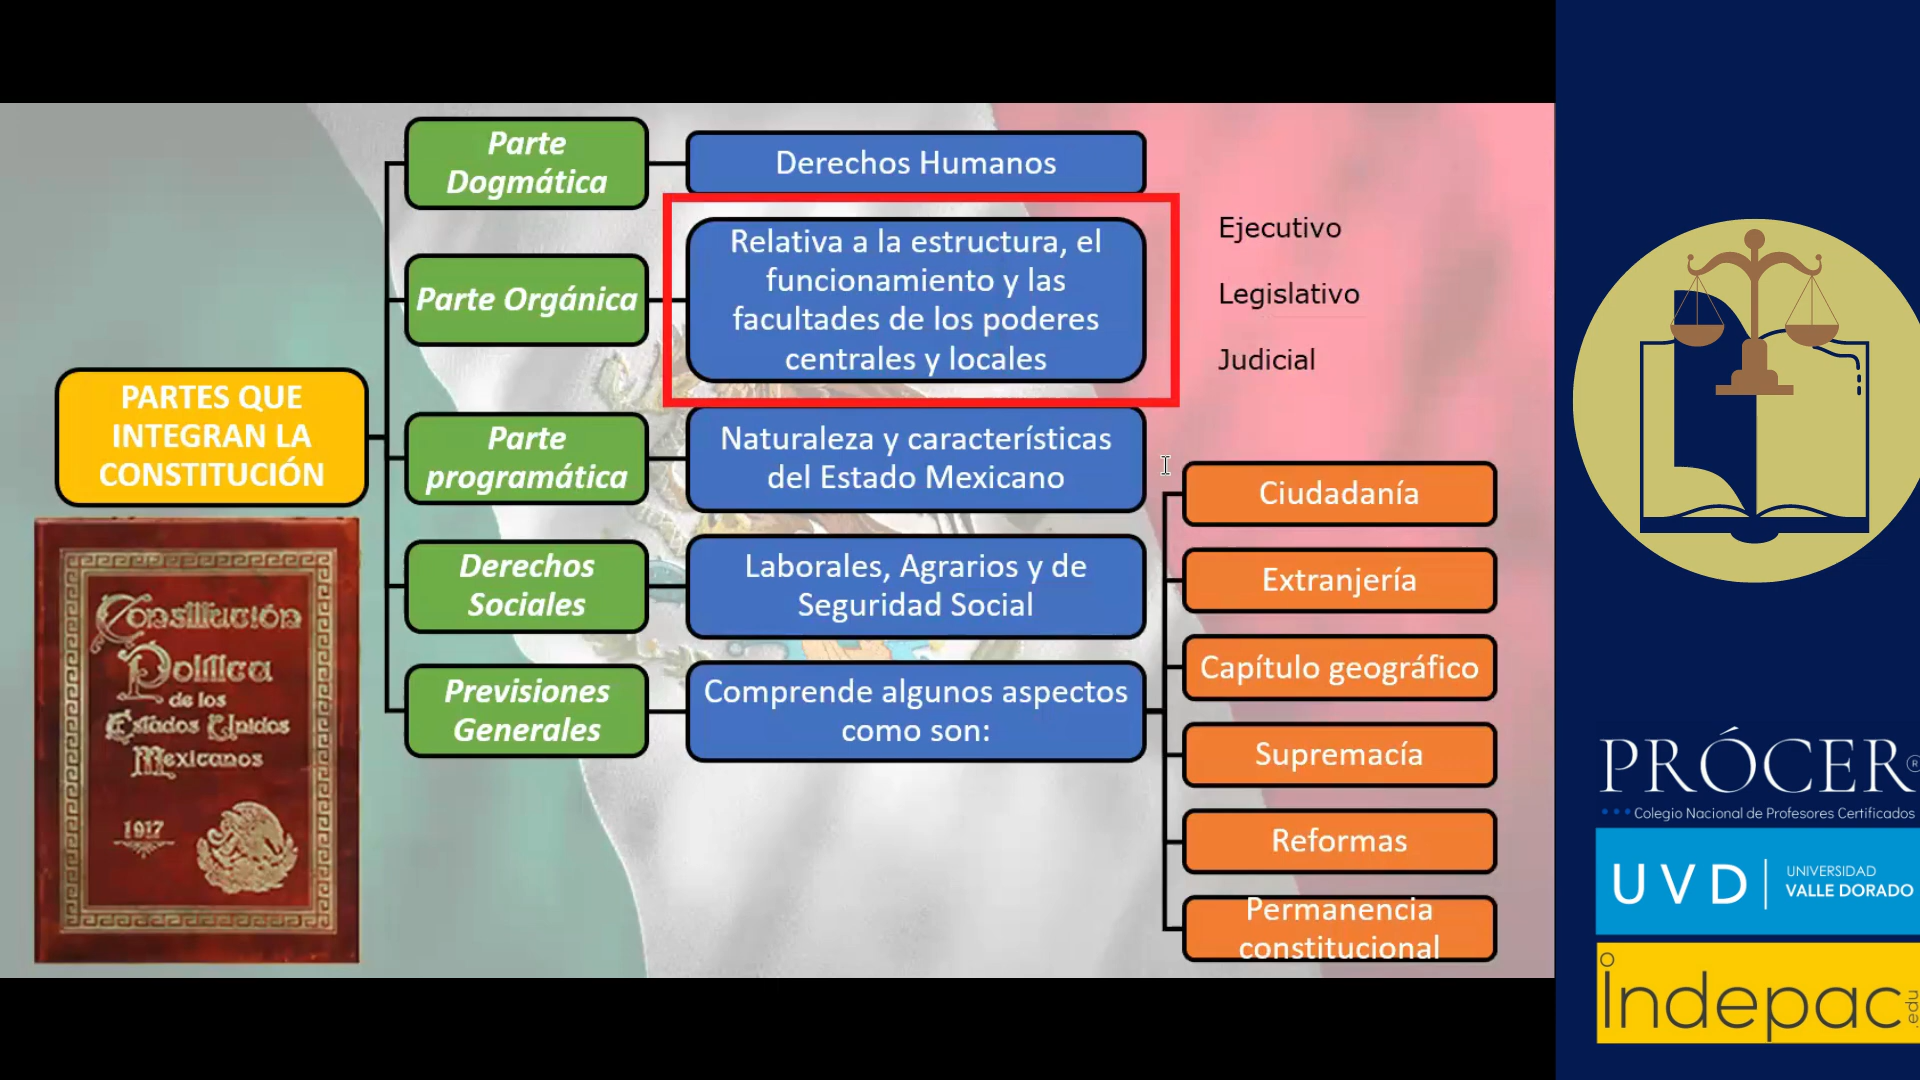 PARTES QUE
INTEGRAN LA
CONSTITUCIÓN
Constitución
Política
de los
Estados Unidos
Mexicanos
1917
Parte
Dogmática
Derechos Humanos
Parte Orgánica
Relativa a la estructura, el
funcionamiento y las
facultades de los poderes
centrales y locales
Ejecutivo
Legislativo
Judicial
Parte
programática
Naturaleza y características
del Estado Mexicano
Derechos
Sociales
Laborales, Agrarios y de
Seguridad Social
Previsiones
Generales
Comprende algunos aspectos
como son:
Ciudadanía
Extranjería
Capítulo geográfico
Supremacía
Reformas
Permanencia
constitucional
PRÓCER®
Colegio Nacional de Profesores Certificados
UVD
UNIVERSIDAD
VALLE DORADO
indepac
.edu